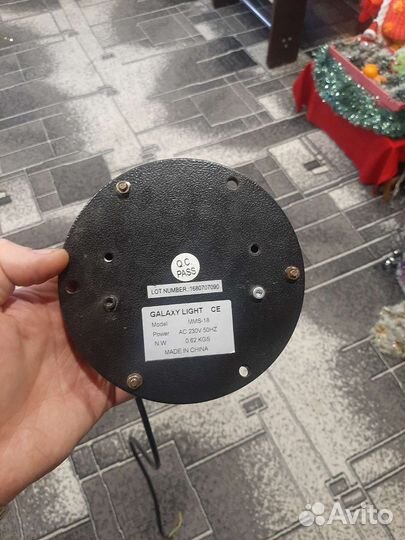 Q.C.
PASS
LOT NUMBER.:1680707090
GALAXY LIGHT CE
Model MMS-18
Power AC 230V 50HZ
N.W 0.62 KGS
MADE IN CHINA
Avito